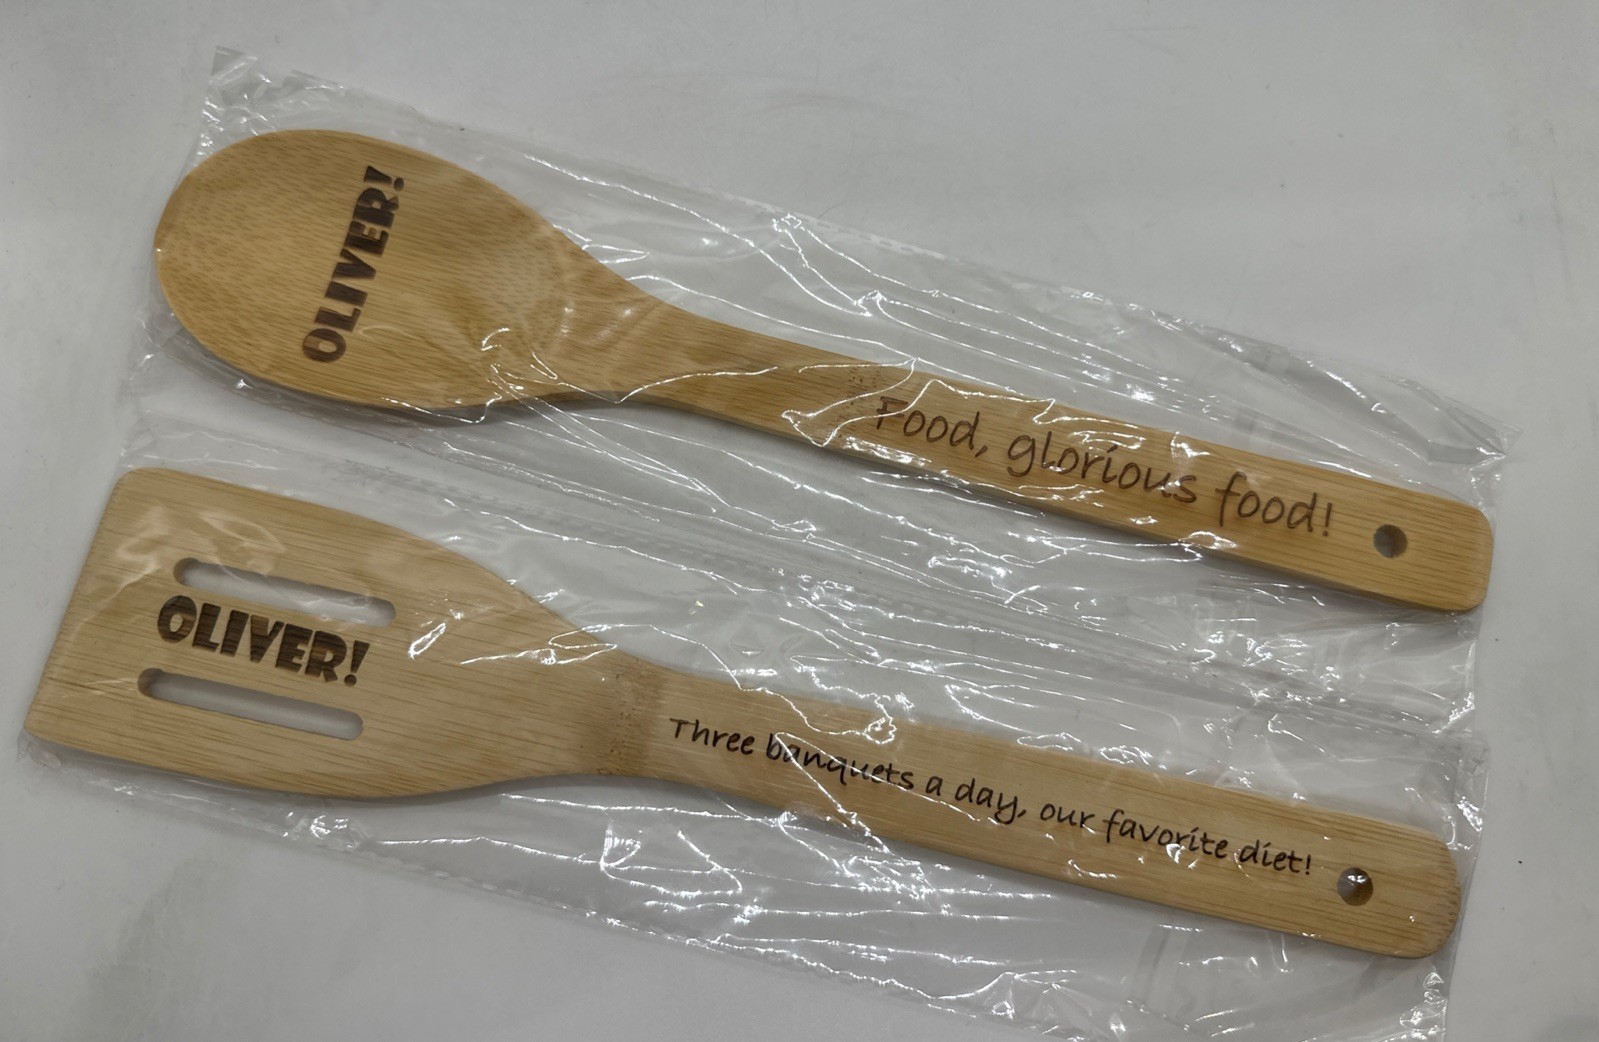 OLIVER!
Food, glorious food!
OLIVER!
Three banquets a day, our favorite diet!